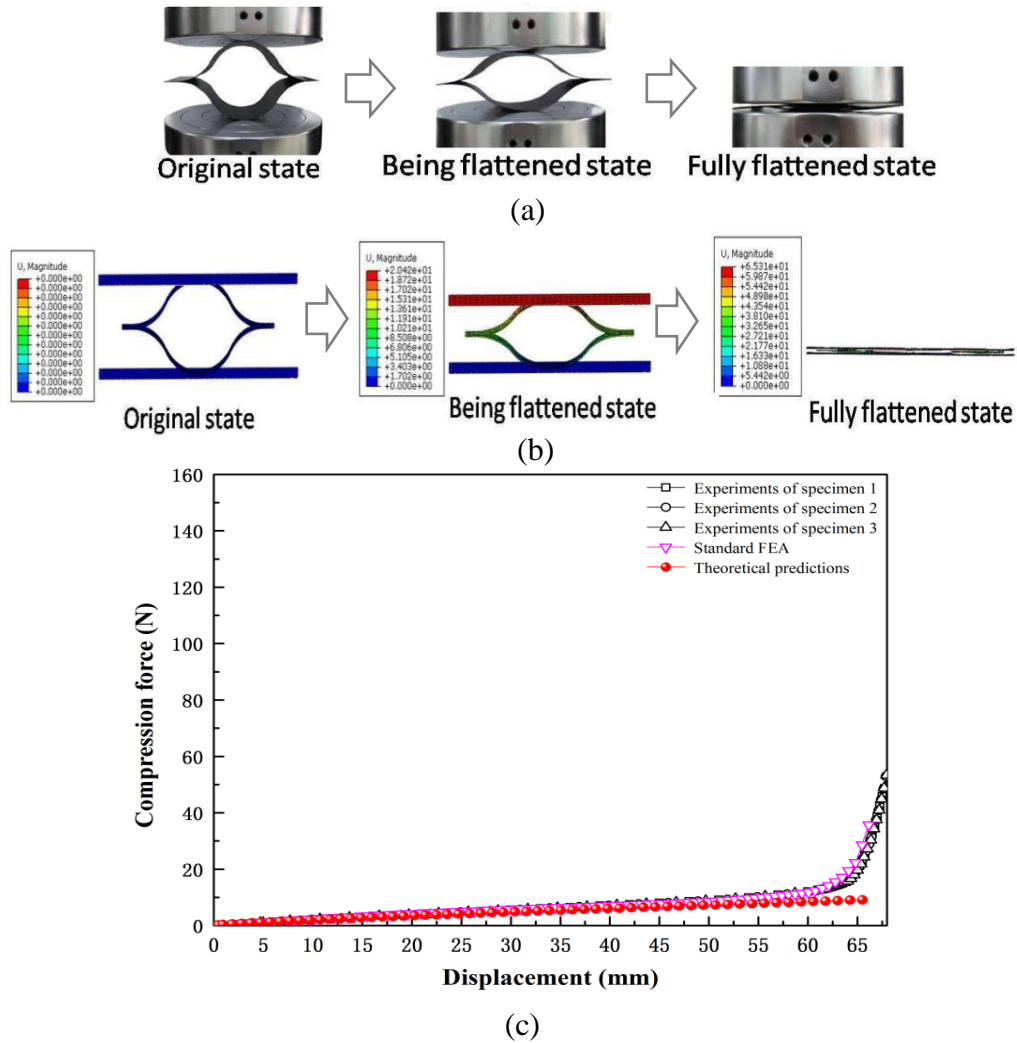 Original state
Being flattened state
Fully flattened state
(a)
U, Magnitude
+0.000e+00
+0.000e+00
+0.000e+00
+0.000e+00
+0.000e+00
+0.000e+00
+0.000e+00
+0.000e+00
+0.000e+00
+0.000e+00
+0.000e+00
+0.000e+00
+0.000e+00
Original state
U, Magnitude
+2.042e+01
+1.872e+01
+1.702e+01
+1.531e+01
+1.361e+01
+1.191e+01
+1.021e+01
+8.508e+00
+6.806e+00
+5.105e+00
+3.403e+00
+1.702e+00
+0.000e+00
Being flattened state
U, Magnitude
+6.531e+01
+5.987e+01
+5.442e+01
+4.898e+01
+4.354e+01
+3.810e+01
+3.265e+01
+2.721e+01
+2.177e+01
+1.633e+01
+1.088e+01
+5.442e+00
+0.000e+00
Fully flattened state
(b)
Experiments of specimen 1
Experiments of specimen 2
Experiments of specimen 3
Standard FEA
Theoretical predictions
160
140
120
100
80
60
40
20
0
Compression force (N)
0 5 10 15 20 25 30 35 40 45 50 55 60 65
Displacement (mm)
(c)